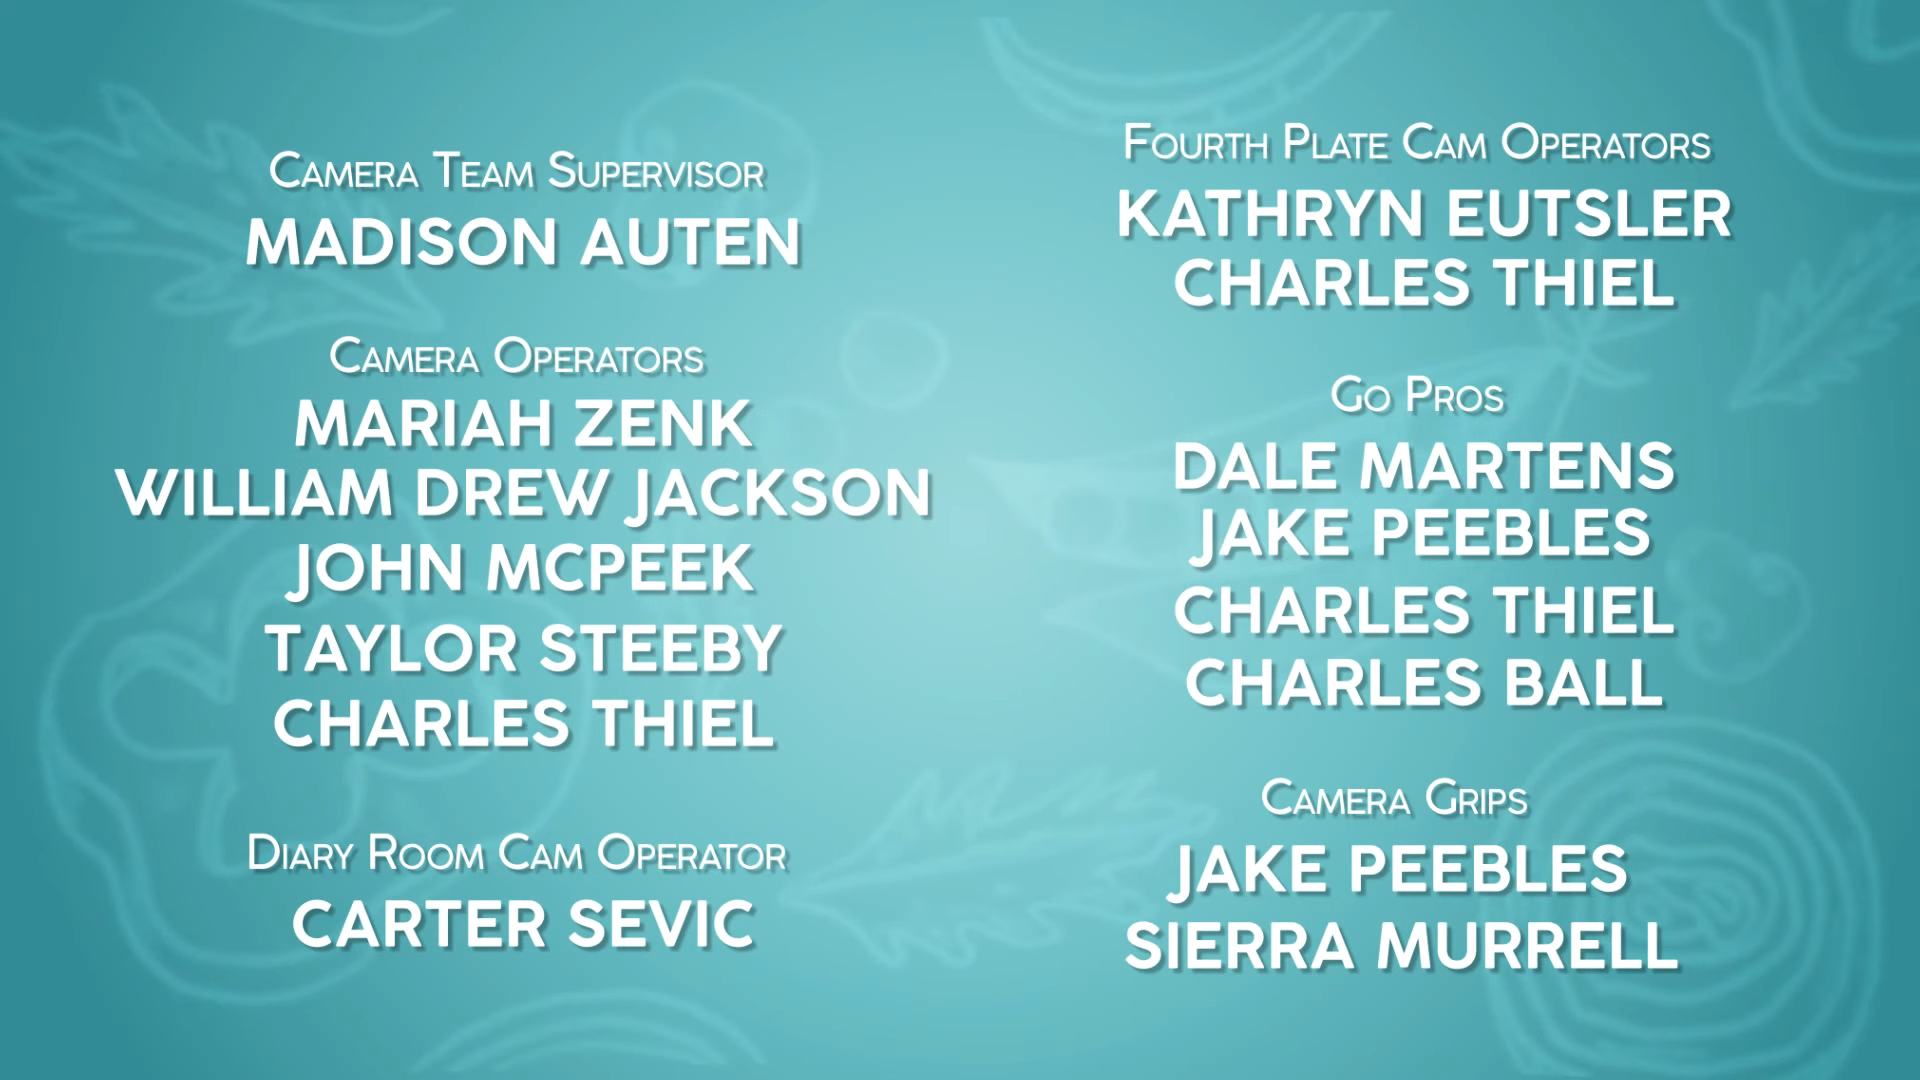 Camera Team Supervisor
MADISON AUTEN
Camera Operators
MARIAH ZENK
WILLIAM DREW JACKSON
JOHN MCPEEK
TAYLOR STEEBY
CHARLES THIEL
Diary Room Cam Operator
CARTER SEVIC
Fourth Plate Cam Operators
KATHRYN EUTSLER
CHARLES THIEL
Go Pros
DALE MARTENS
JAKE PEEBLES
CHARLES THIEL
CHARLES BALL
Camera Grips
JAKE PEEBLES
SIERRA MURRELL